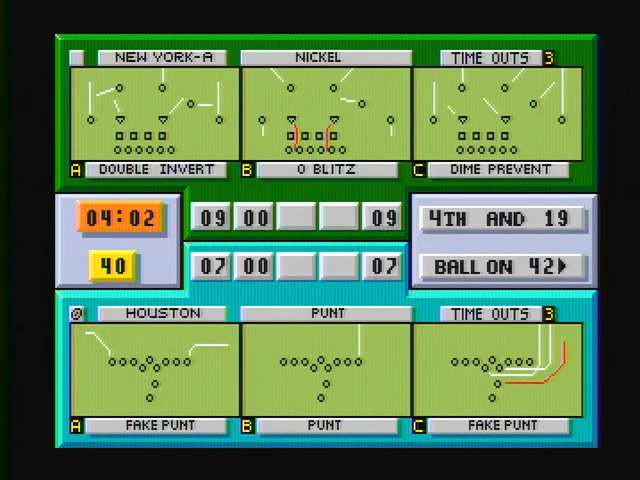 NEW YORK-A NICKEL TIME OUTS 3
A DOUBLE INVERT B O BLITZ C DIME PREVENT
04:02 09 00 09 4TH AND 19
40 07 00 07 BALL ON 42▶
@ HOUSTON PUNT TIME OUTS 3
A FAKE PUNT B PUNT C FAKE PUNT